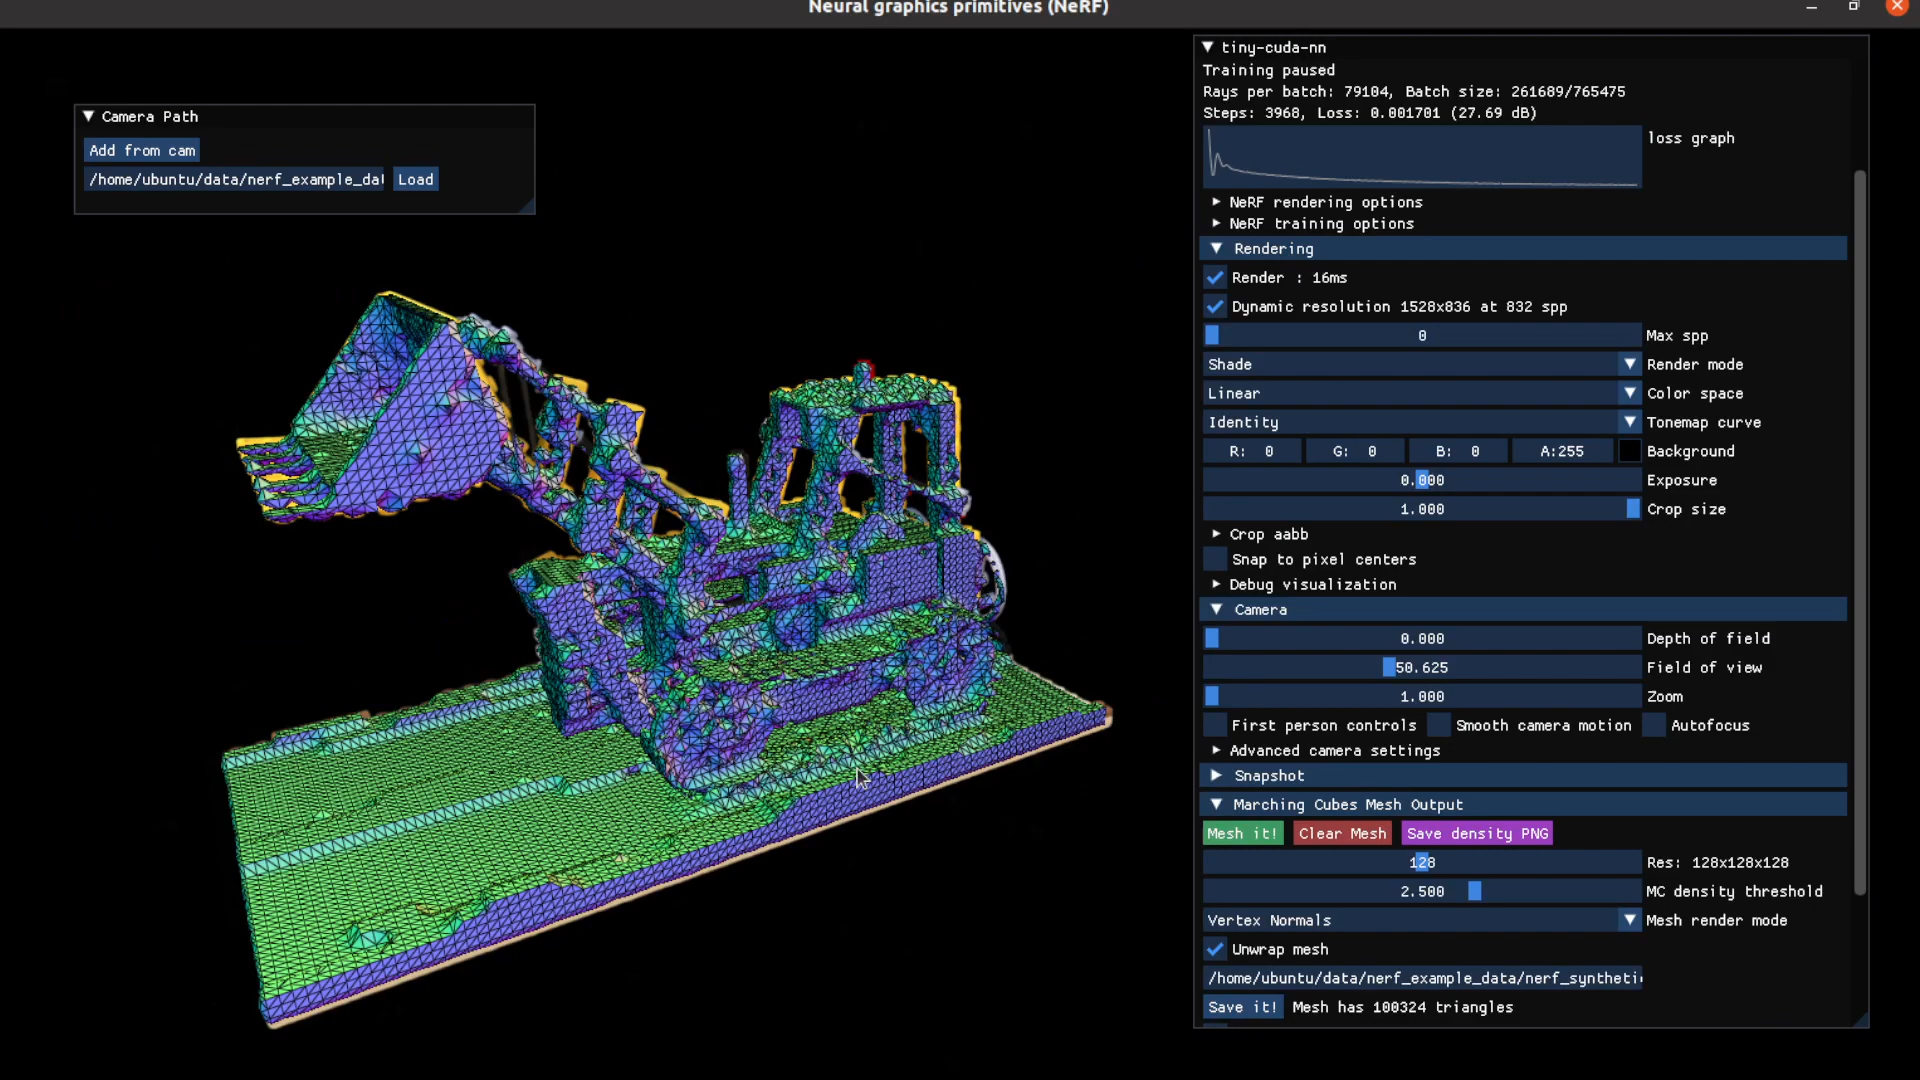 Neural graphics primitives (NeRF)
Camera Path
Add from cam
/home/ubuntu/data/nerf_example_dat Load
tiny-cuda-nn
Training paused
Rays per batch: 79104, Batch size: 261689/765475
Steps: 3968, Loss: 0.001701 (27.69 dB)
loss graph
NeRF rendering options
NeRF training options
Rendering
Render : 16ms
Dynamic resolution 1528x836 at 832 spp
0 Max spp
Shade Render mode
Linear Color space
Identity Tonemap curve
R: 0 G: 0 B: 0 A:255 Background
0.000 Exposure
1.000 Crop size
Crop aabb
Snap to pixel centers
Debug visualization
Camera
0.000 Depth of field
50.625 Field of view
1.000 Zoom
First person controls Smooth camera motion Autofocus
Advanced camera settings
Snapshot
Marching Cubes Mesh Output
Mesh it! Clear Mesh Save density PNG
128 Res: 128x128x128
2.500 MC density threshold
Vertex Normals Mesh render mode
Unwrap mesh
/home/ubuntu/data/nerf_example_data/nerf_syntheti
Save it! Mesh has 100324 triangles